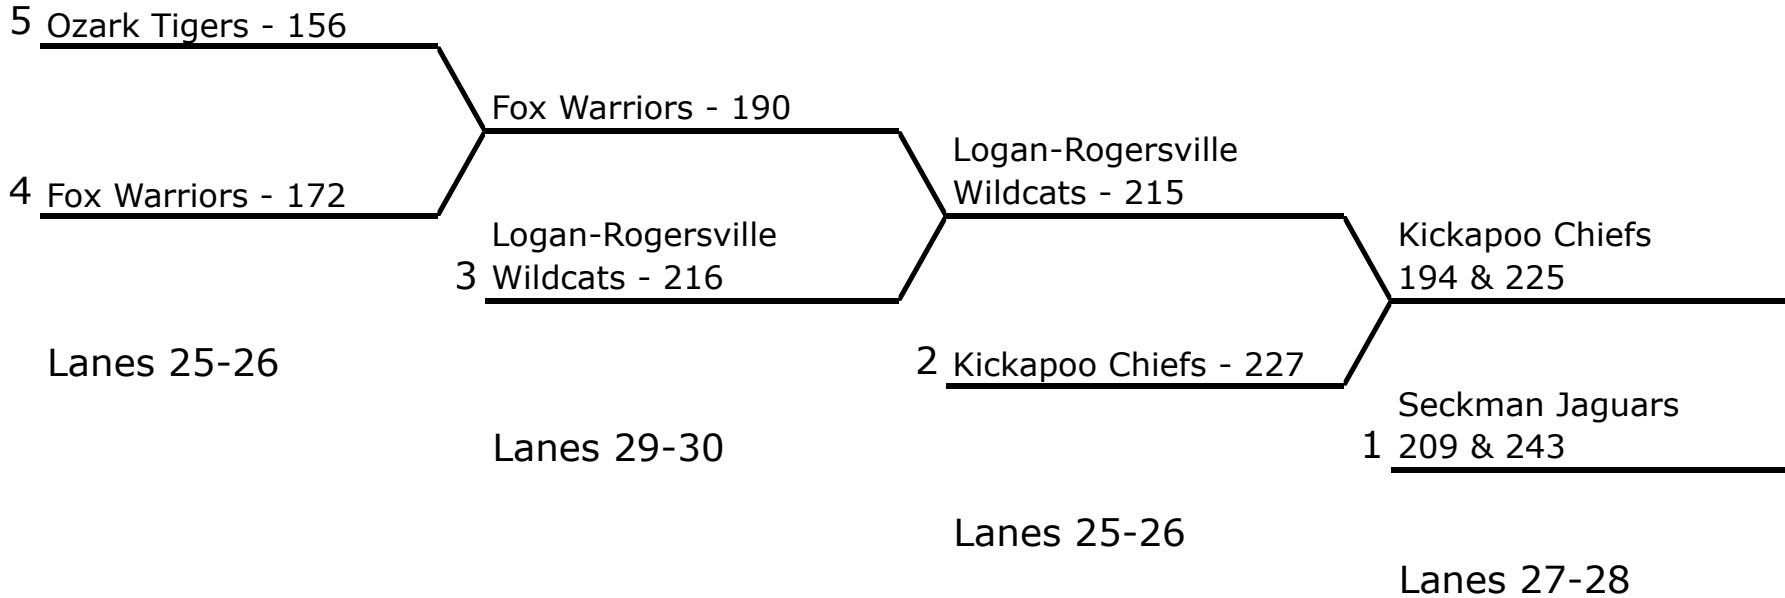 5 Ozark Tigers - 156
4 Fox Warriors - 172
Lanes 25-26
Fox Warriors - 190
Logan-Rogersville
3 Wildcats - 216
Lanes 29-30
Logan-Rogersville
Wildcats - 215
2 Kickapoo Chiefs - 227
Lanes 25-26
Kickapoo Chiefs
194 & 225
Seckman Jaguars
1 209 & 243
Lanes 27-28